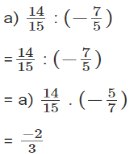 a) 14/15 : (− 7/5)
= 14/15 : (− 7/5)
= a) 14/15 . (− 5/7)
= −2/3